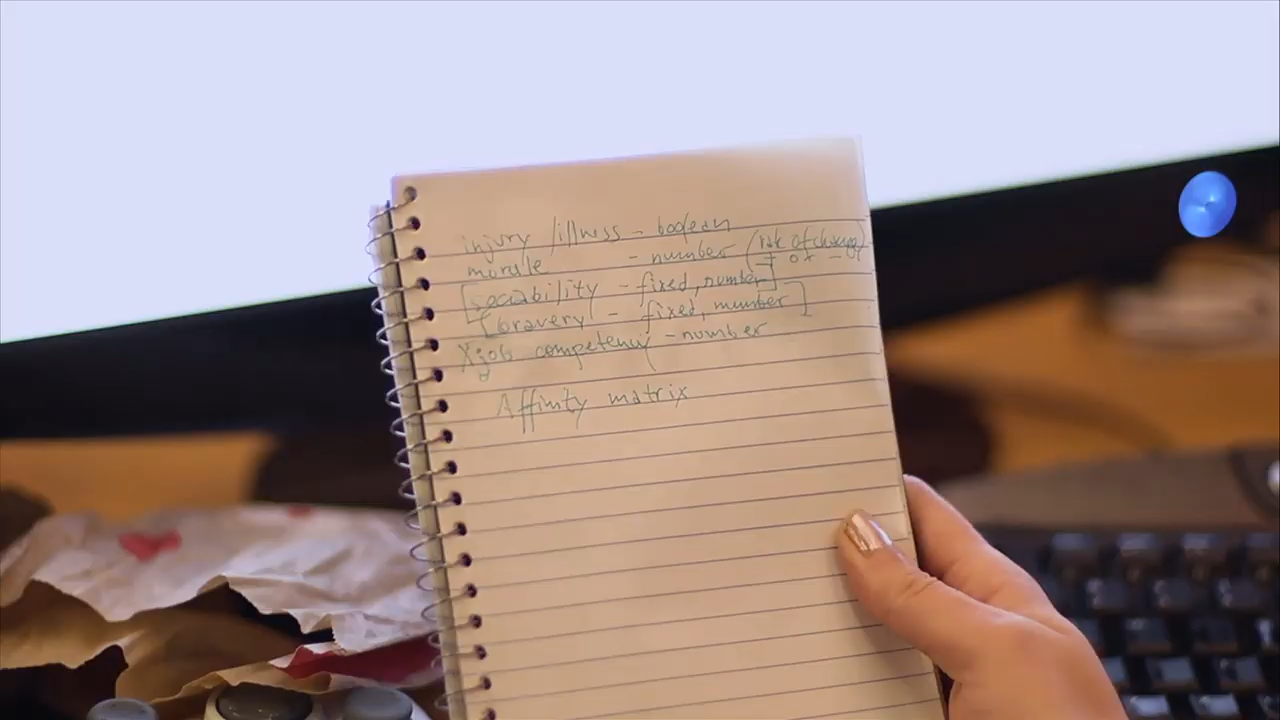 injury /illness - boolean
morale - number (risk of change)
+ or -
[sociability - fixed, number]
[bravery - fixed, number]
job competency - number
Affinity matrix